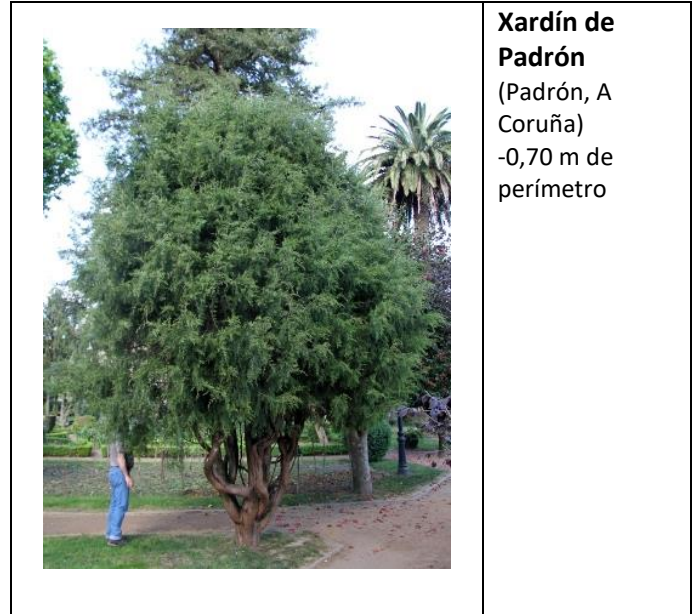 Xardín de
Padrón
(Padrón, A
Coruña)
-0,70 m de
perímetro